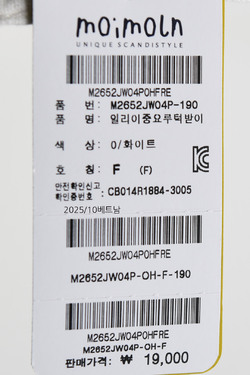 moimoln
UNIQUE SCANDISTYLE
M2652JW04P0HFRE
품 번: M2652JW04P-190
품 명: 일리이중요루턱받이
색 상: 0/화이트
호 칭: F (F)
안전확인신고
확인증번호 : CB014R1884-3005
2025/10베트남
M2652JW04P0HFRE
M2652JW04P-OH-F-190
M2652JW04P0HFRE
M2652JW04P-OH-F
판매가격: ₩ 19,000